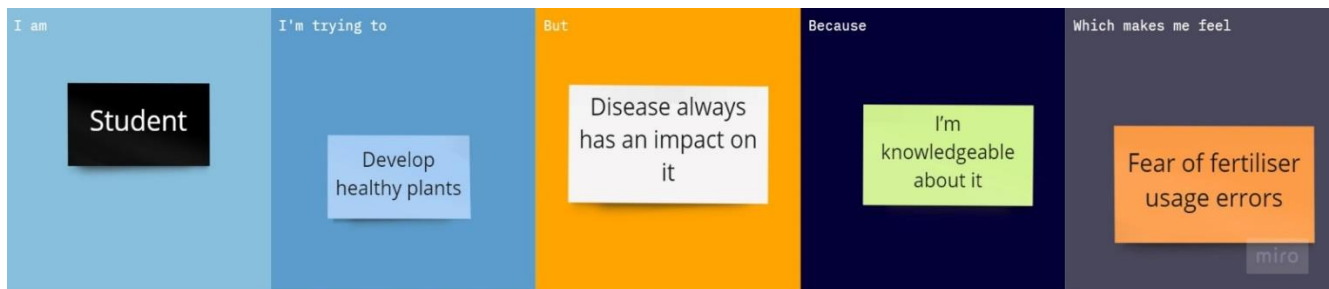 I am
Student
I'm trying to
Develop
healthy plants
But
Disease always
has an impact on
it
Because
I’m
knowledgeable
about it
Which makes me feel
Fear of fertiliser
usage errors
miro